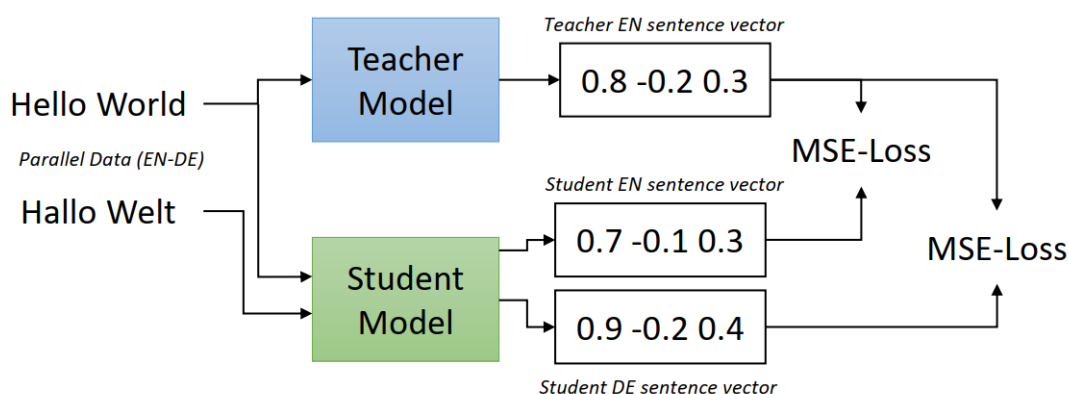 Teacher EN sentence vector
Teacher
Model
0.8 -0.2 0.3
Hello World
MSE-Loss
Parallel Data (EN-DE)
Student EN sentence vector
Hallo Welt
0.7 -0.1 0.3
MSE-Loss
Student
Model
0.9 -0.2 0.4
Student DE sentence vector